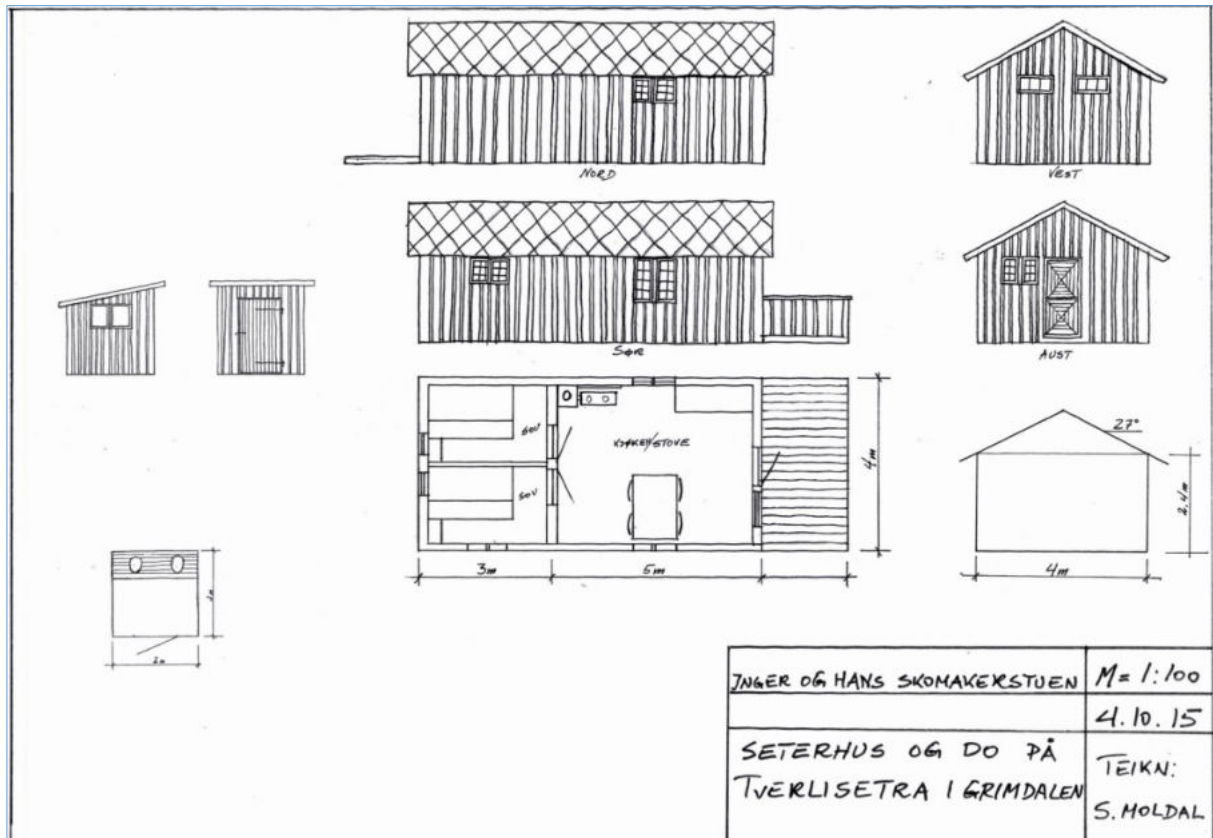 NORD
VEST
SØR
AUST
SOV
KJØKEN/STOVE
SOV
4m
3m
5m
27°
2,4m
4m
2m
2m
INGER OG HANS SKOMAKERSTUEN
M= 1:100
4.10.15
SETERHUS OG DO PÅ
TVERLISETRA I GRIMDALEN
TEIKN:
S. MOLDAL